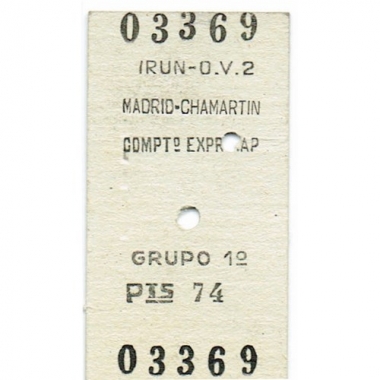 03369
IRUN-O.V.2
MADRID-CHAMARTIN
COMPTº EXPR AP
GRUPO 1º
PTS 74
03369